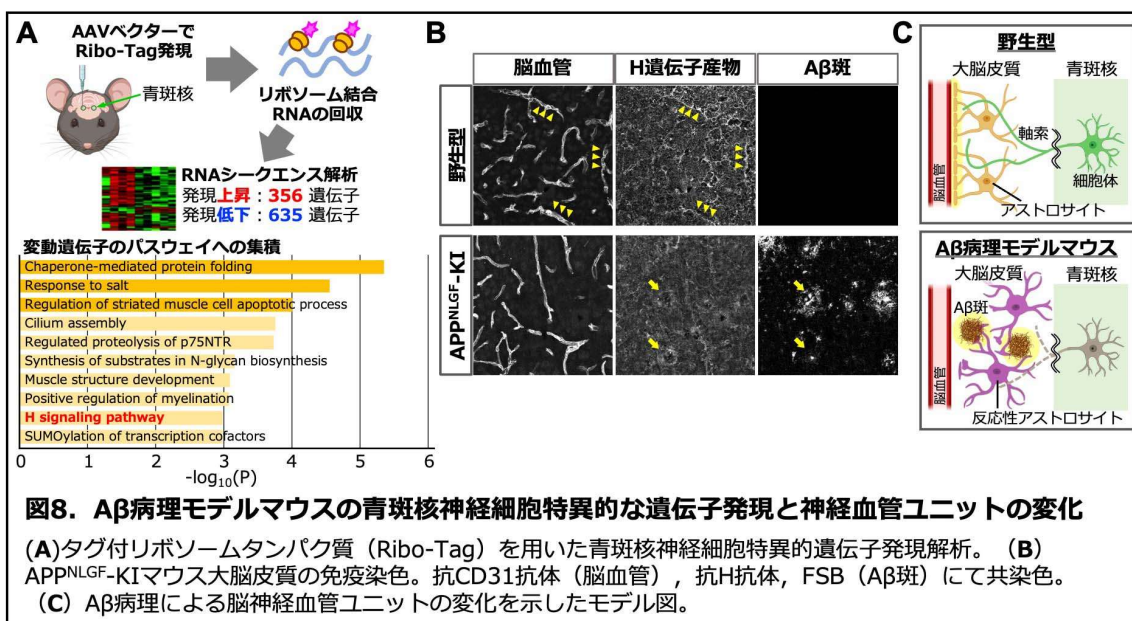 A
AAVベクターで
Ribo-Tag発現
青斑核
リボソーム結合
RNAの回収
RNAシークエンス解析
発現上昇：356 遺伝子
発現低下：635 遺伝子
変動遺伝子のパスウェイへの集積
Chaperone-mediated protein folding
Response to salt
Regulation of striated muscle cell apoptotic process
Cilium assembly
Regulated proteolysis of p75NTR
Synthesis of substrates in N-glycan biosynthesis
Muscle structure development
Positive regulation of myelination
H signaling pathway
SUMOylation of transcription cofactors
0 1 2 3 4 5 6
-log10(P)
B
脳血管 H遺伝子産物 Aβ斑
野生型
APPNLGF-KI
C
野生型
大脳皮質 青斑核
脳血管
軸索
細胞体
アストロサイト
Aβ病理モデルマウス
大脳皮質 青斑核
Aβ斑
脳血管
反応性アストロサイト
図8．Aβ病理モデルマウスの青斑核神経細胞特異的な遺伝子発現と神経血管ユニットの変化
(A)タグ付リボソームタンパク質（Ribo-Tag）を用いた青斑核神経細胞特異的遺伝子発現解析。（B）
APPNLGF-KIマウス大脳皮質の免疫染色。抗CD31抗体（脳血管），抗H抗体，FSB（Aβ斑）にて共染色。
（C）Aβ病理による脳神経血管ユニットの変化を示したモデル図。